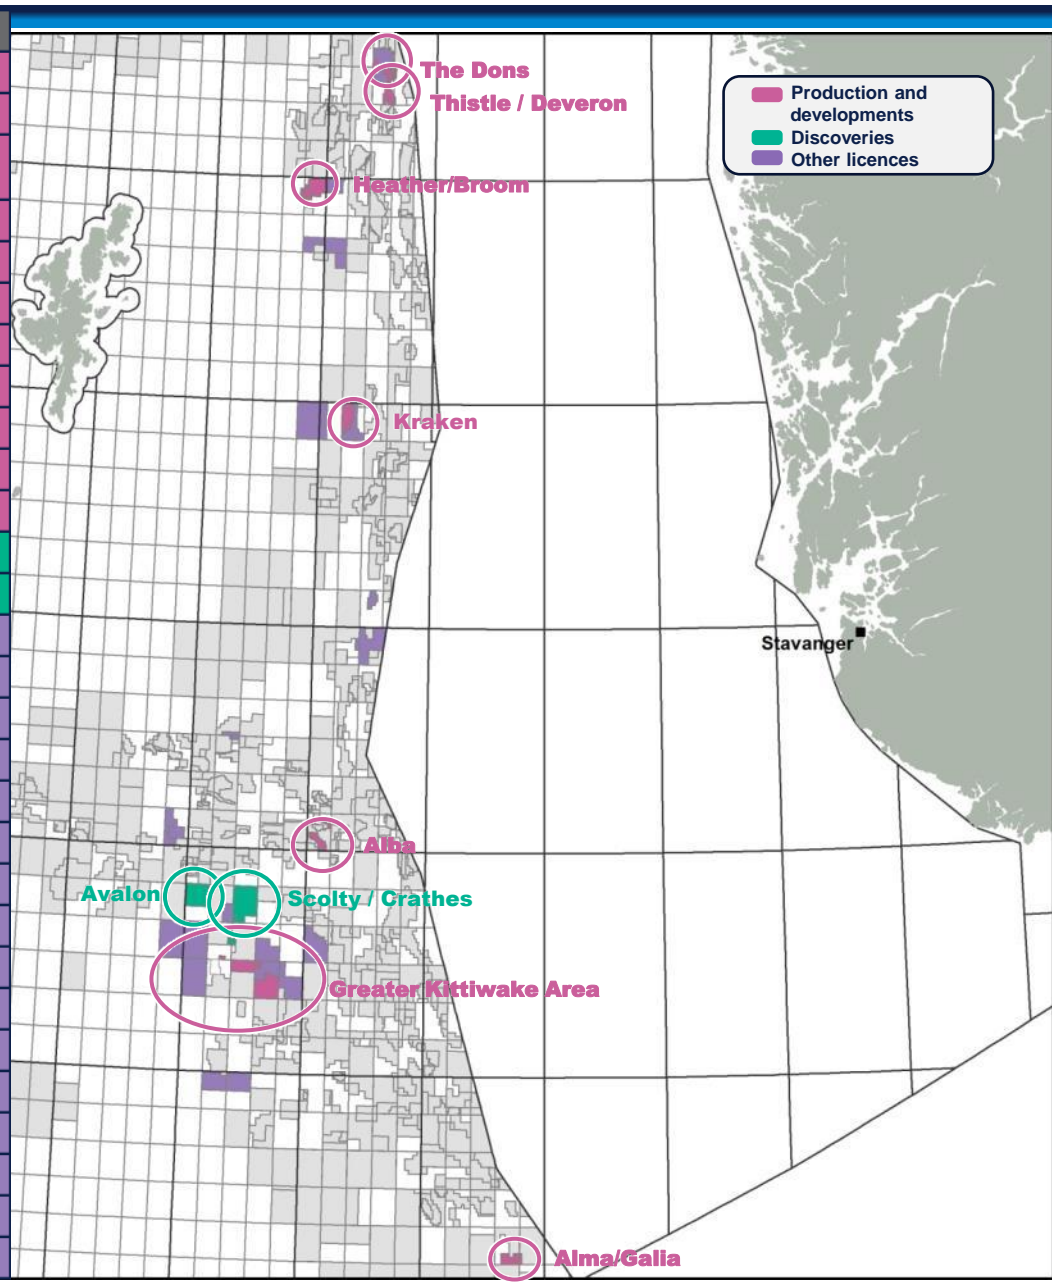 The Dons
Thistle / Deveron
Production and
developments
Discoveries
Other licences
Heather/Broom
Kraken
Stavanger
Alba
Avalon
Scolty / Crathes
Greater Kittiwake Area
Alma/Galia